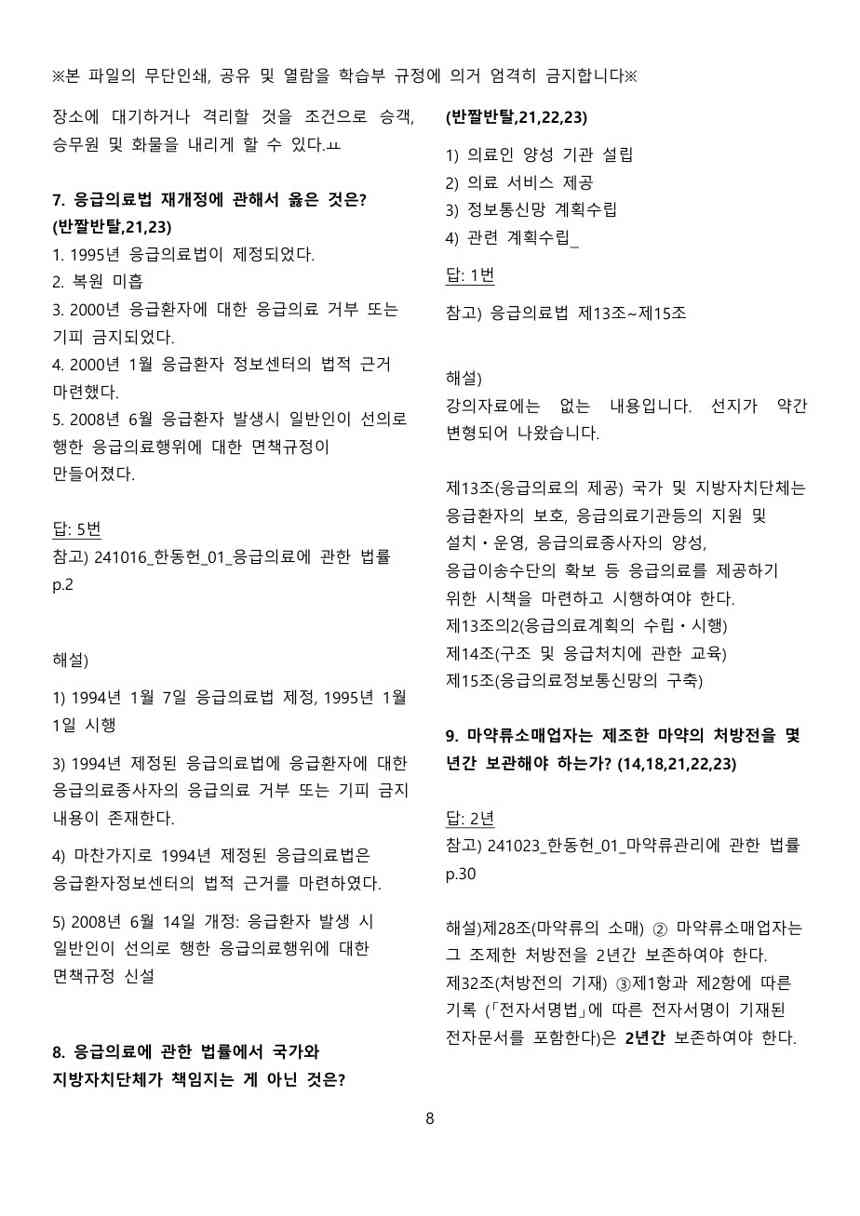 ※본 파일의 무단인쇄, 공유 및 열람을 학습부 규정에 의거 엄격히 금지합니다※
장소에 대기하거나 격리할 것을 조건으로 승객,
승무원 및 화물을 내리게 할 수 있다.ㅛ
7. 응급의료법 재개정에 관해서 옳은 것은?
(반짤반탈,21,23)
1. 1995년 응급의료법이 제정되었다.
2. 복원 미흡
3. 2000년 응급환자에 대한 응급의료 거부 또는
기피 금지되었다.
4. 2000년 1월 응급환자 정보센터의 법적 근거
마련했다.
5. 2008년 6월 응급환자 발생시 일반인이 선의로
행한 응급의료행위에 대한 면책규정이
만들어졌다.
답: 5번
참고) 241016_한동헌_01_응급의료에 관한 법률
p.2
해설)
1) 1994년 1월 7일 응급의료법 제정, 1995년 1월
1일 시행
3) 1994년 제정된 응급의료법에 응급환자에 대한
응급의료종사자의 응급의료 거부 또는 기피 금지
내용이 존재한다.
4) 마찬가지로 1994년 제정된 응급의료법은
응급환자정보센터의 법적 근거를 마련하였다.
5) 2008년 6월 14일 개정: 응급환자 발생 시
일반인이 선의로 행한 응급의료행위에 대한
면책규정 신설
8. 응급의료에 관한 법률에서 국가와
지방자치단체가 책임지는 게 아닌 것은?
(반짤반탈,21,22,23)
1) 의료인 양성 기관 설립
2) 의료 서비스 제공
3) 정보통신망 계획수립
4) 관련 계획수립_
답: 1번
참고) 응급의료법 제13조~제15조
해설)
강의자료에는 없는 내용입니다. 선지가 약간
변형되어 나왔습니다.
제13조(응급의료의 제공) 국가 및 지방자치단체는
응급환자의 보호, 응급의료기관등의 지원 및
설치・운영, 응급의료종사자의 양성,
응급이송수단의 확보 등 응급의료를 제공하기
위한 시책을 마련하고 시행하여야 한다.
제13조의2(응급의료계획의 수립・시행)
제14조(구조 및 응급처치에 관한 교육)
제15조(응급의료정보통신망의 구축)
9. 마약류소매업자는 제조한 마약의 처방전을 몇
년간 보관해야 하는가? (14,18,21,22,23)
답: 2년
참고) 241023_한동헌_01_마약류관리에 관한 법률
p.30
해설)제28조(마약류의 소매) ② 마약류소매업자는
그 조제한 처방전을 2년간 보존하여야 한다.
제32조(처방전의 기재) ③제1항과 제2항에 따른
기록 (「전자서명법」에 따른 전자서명이 기재된
전자문서를 포함한다)은 2년간 보존하여야 한다.
8